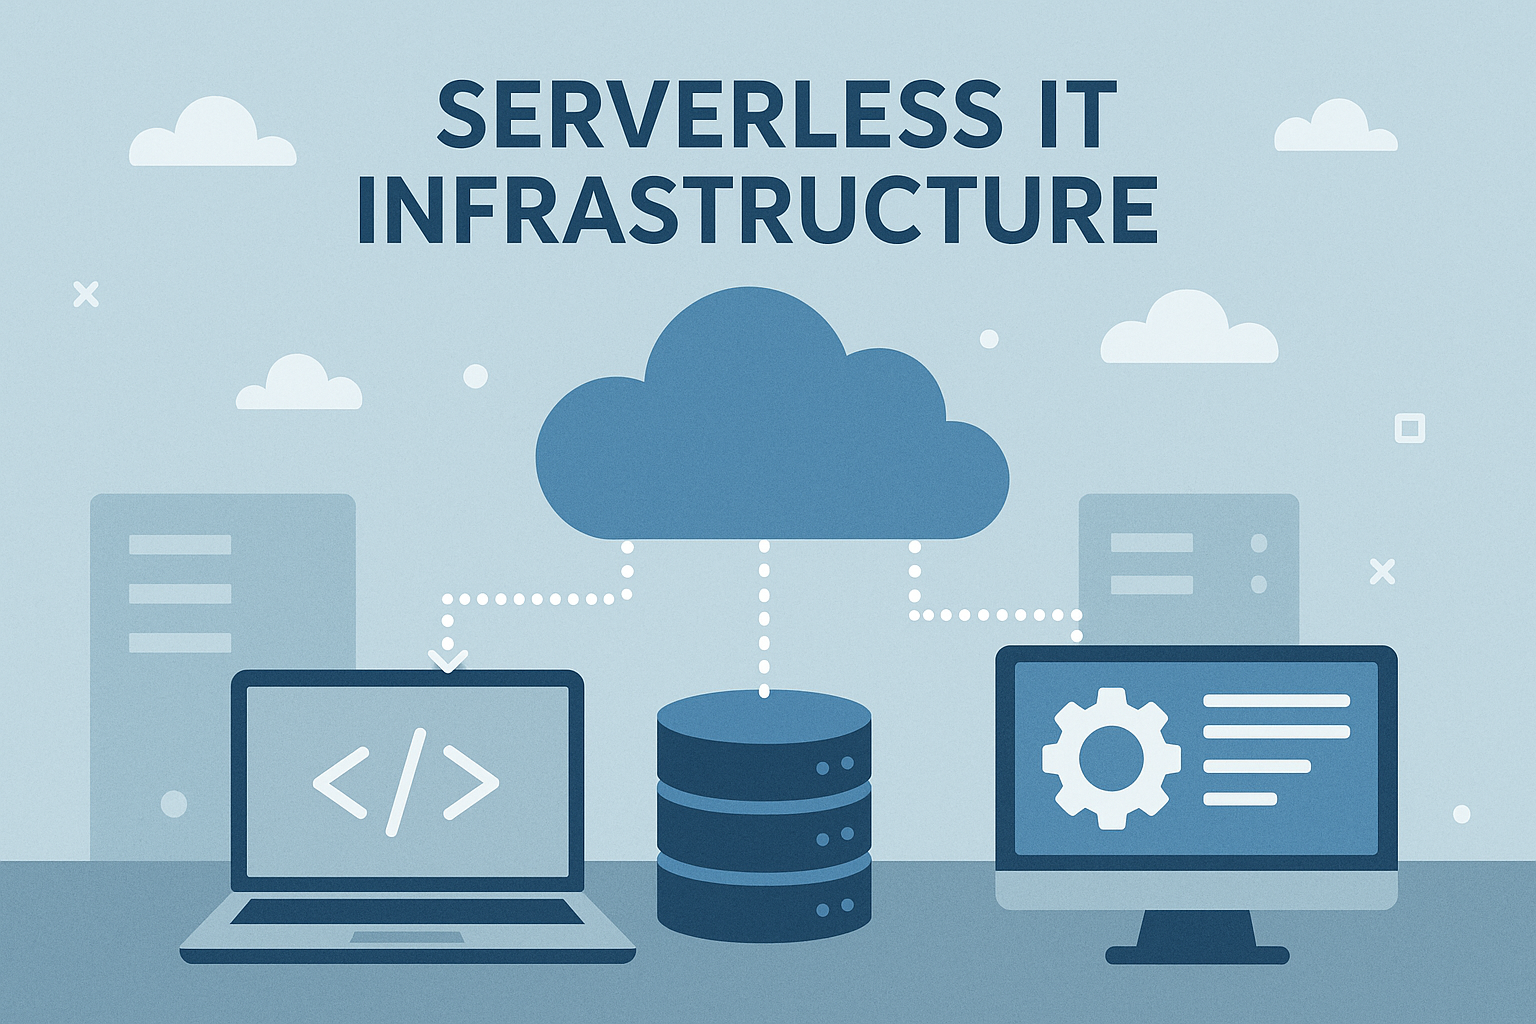 SERVERLESS IT
INFRASTRUCTURE
</>